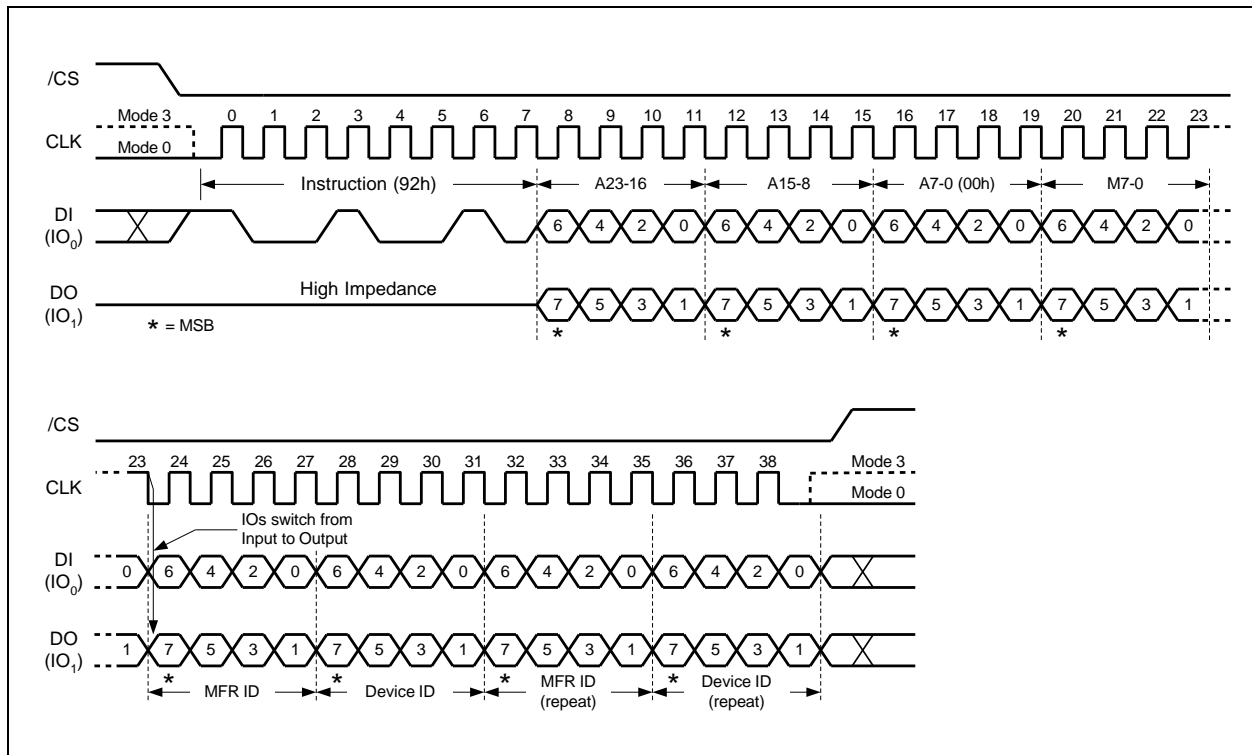 /CS
Mode 3 0 1 2 3 4 5 6 7 8 9 10 11 12 13 14 15 16 17 18 19 20 21 22 23
CLK
Mode 0
Instruction (92h) A23-16 A15-8 A7-0 (00h) M7-0
DI
(IO0)
6 4 2 0 6 4 2 0 6 4 2 0 6 4 2 0
High Impedance
DO
(IO1)
7 5 3 1 7 5 3 1 7 5 3 1 7 5 3 1
* = MSB
* * * *
/CS
23 24 25 26 27 28 29 30 31 32 33 34 35 36 37 38 Mode 3
CLK
Mode 0
IOs switch from
Input to Output
DI
(IO0)
0 6 4 2 0 6 4 2 0 6 4 2 0 6 4 2 0
DO
(IO1)
1 7 5 3 1 7 5 3 1 7 5 3 1 7 5 3 1
* * * *
MFR ID Device ID MFR ID
(repeat)
Device ID
(repeat)